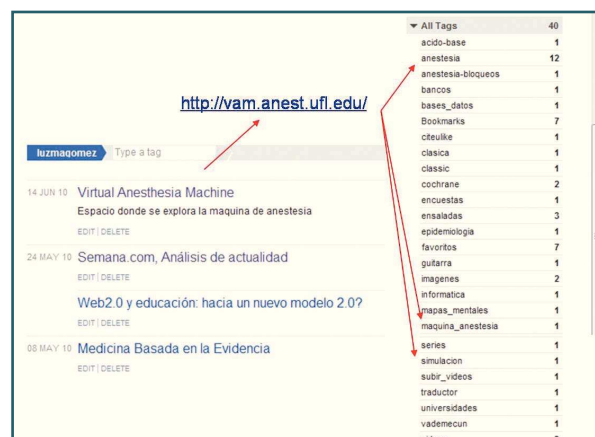 http://vam.anest.ufl.edu/
luzmagomez Type a tag
14 JUN 10 Virtual Anesthesia Machine
Espacio donde se explora la maquina de anestesia
EDIT | DELETE
24 MAY 10 Semana.com, Análisis de actualidad
EDIT | DELETE
Web2.0 y educación: hacia un nuevo modelo 2.0?
EDIT | DELETE
08 MAY 10 Medicina Basada en la Evidencia
EDIT | DELETE
All Tags 40
acido-base 1
anestesia 12
anestesia-bloqueos 1
bancos 1
bases_datos 1
Bookmarks 7
citeulike 1
clasica 1
classic 1
cochrane 2
encuestas 1
ensaladas 3
epidemiologia 1
favoritos 7
guitarra 1
imagenes 2
informatica 1
mapas_mentales 1
maquina_anestesia 1
series 1
simulacion 1
subir_videos 1
traductor 1
universidades 1
vademecun 1